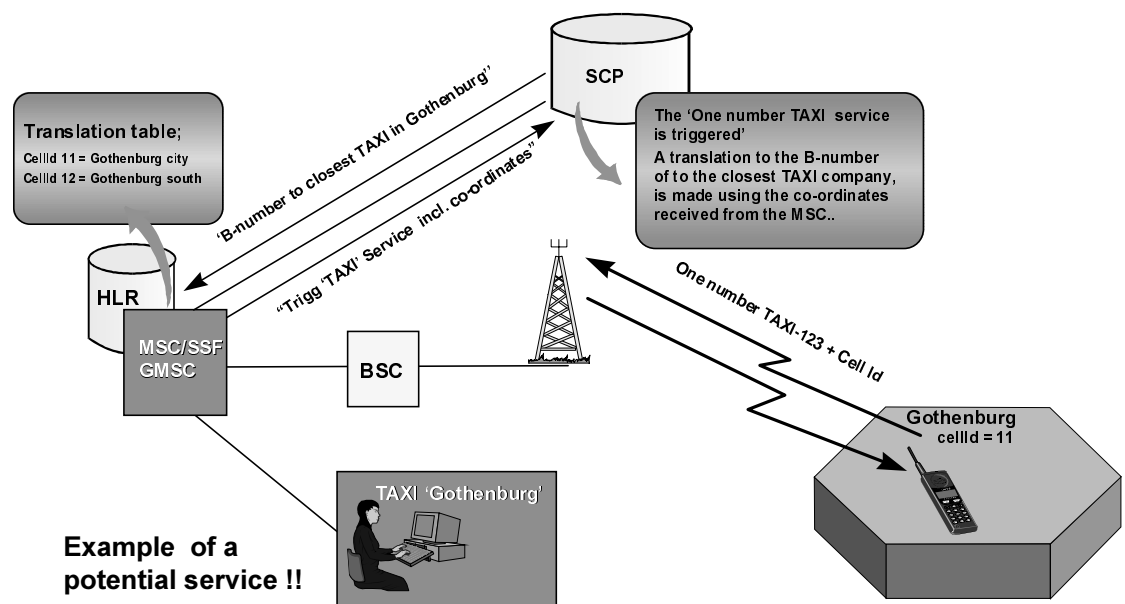 SCP
‘B-number to closest TAXI in Gothenburg’’
“Trigg ‘TAXI’ Service incl. co-ordinates”
Translation table;
CellId 11 = Gothenburg city
CellId 12 = Gothenburg south
The ‘One number TAXI service
is triggered’
A translation to the B-number
of to the closest TAXI company,
is made using the co-ordinates
received from the MSC..
HLR
MSC/SSF
GMSC
BSC
One number TAXI-123 + Cell Id
Gothenburg
cellId = 11
TAXI ‘Gothenburg’
Example of a
potential service !!